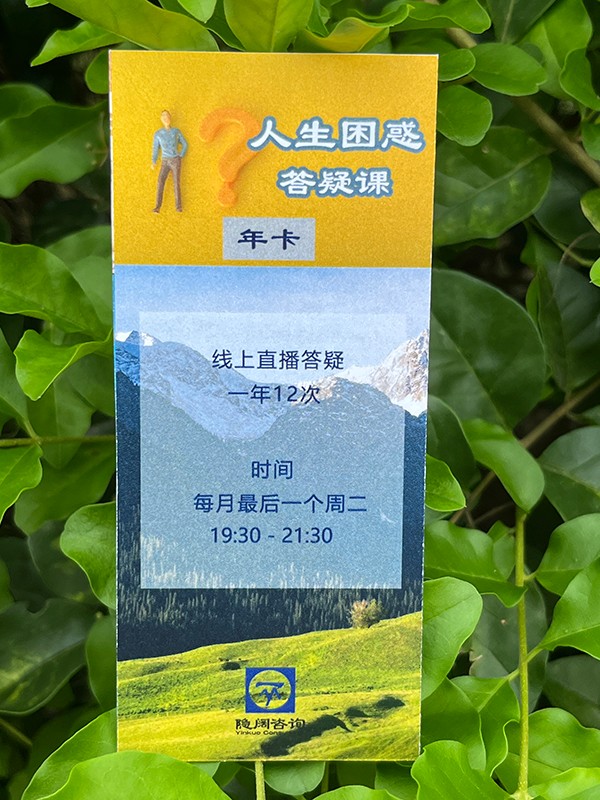 ?人生困惑
答疑课
年卡
线上直播答疑
一年12次
时间
每月最后一个周二
19:30 - 21:30
隐阔咨询
Yinkuo